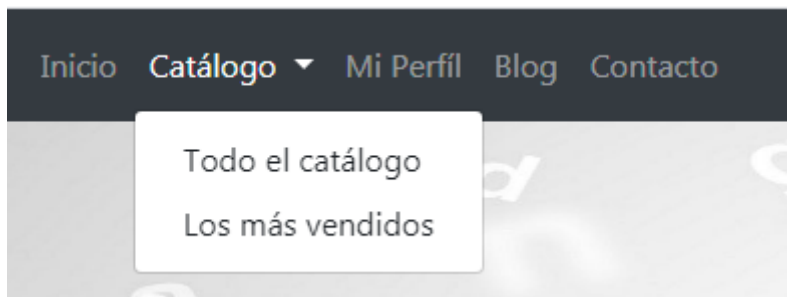 Inicio Catálogo Mi Perfíl Blog Contacto
Todo el catálogo
Los más vendidos